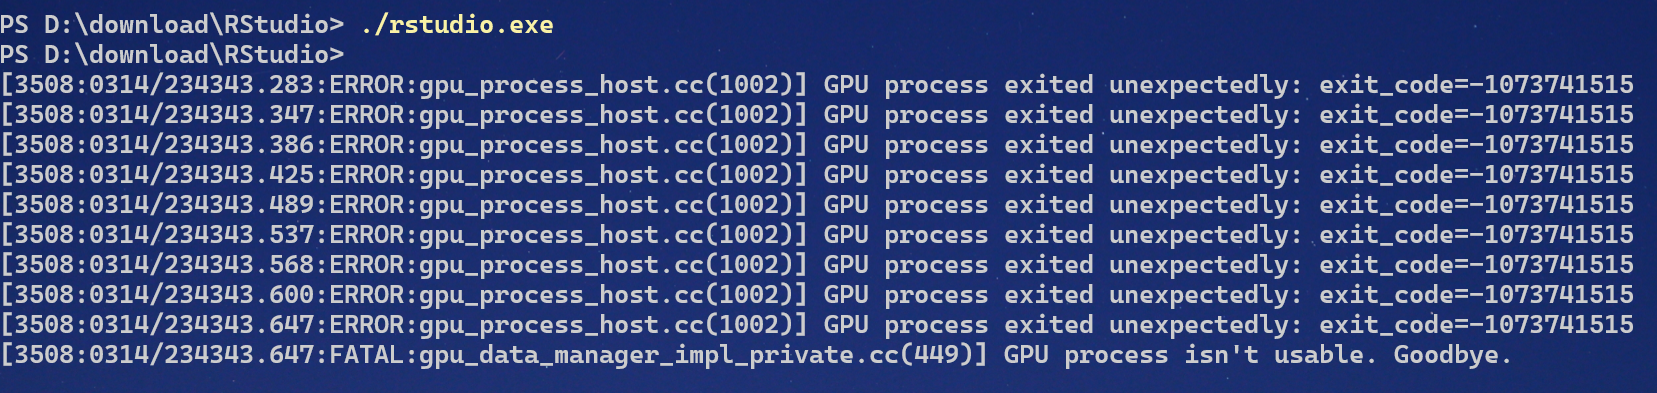 PS D:\download\RStudio> ./rstudio.exe
PS D:\download\RStudio>
[3508:0314/234343.283:ERROR:gpu_process_host.cc(1002)] GPU process exited unexpectedly: exit_code=-1073741515
[3508:0314/234343.347:ERROR:gpu_process_host.cc(1002)] GPU process exited unexpectedly: exit_code=-1073741515
[3508:0314/234343.386:ERROR:gpu_process_host.cc(1002)] GPU process exited unexpectedly: exit_code=-1073741515
[3508:0314/234343.425:ERROR:gpu_process_host.cc(1002)] GPU process exited unexpectedly: exit_code=-1073741515
[3508:0314/234343.489:ERROR:gpu_process_host.cc(1002)] GPU process exited unexpectedly: exit_code=-1073741515
[3508:0314/234343.537:ERROR:gpu_process_host.cc(1002)] GPU process exited unexpectedly: exit_code=-1073741515
[3508:0314/234343.568:ERROR:gpu_process_host.cc(1002)] GPU process exited unexpectedly: exit_code=-1073741515
[3508:0314/234343.600:ERROR:gpu_process_host.cc(1002)] GPU process exited unexpectedly: exit_code=-1073741515
[3508:0314/234343.647:ERROR:gpu_process_host.cc(1002)] GPU process exited unexpectedly: exit_code=-1073741515
[3508:0314/234343.647:FATAL:gpu_data_manager_impl_private.cc(449)] GPU process isn't usable. Goodbye.